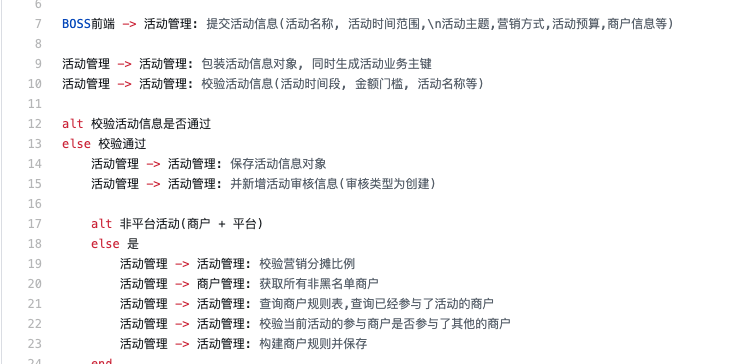 6
7 BOSS前端 -> 活动管理: 提交活动信息(活动名称, 活动时间范围,\n活动主题,营销方式,活动预算,商户信息等)
8
9 活动管理 -> 活动管理: 包装活动信息对象, 同时生成活动业务主键
10 活动管理 -> 活动管理: 校验活动信息(活动时间段, 金额门槛, 活动名称等)
11
12 alt 校验活动信息是否通过
13 else 校验通过
14 活动管理 -> 活动管理: 保存活动信息对象
15 活动管理 -> 活动管理: 并新增活动审核信息(审核类型为创建)
16
17 alt 非平台活动(商户 + 平台)
18 else 是
19 活动管理 -> 活动管理: 校验营销分摊比例
20 活动管理 -> 商户管理: 获取所有非黑名单商户
21 活动管理 -> 活动管理: 查询商户规则表,查询已经参与了活动的商户
22 活动管理 -> 活动管理: 校验当前活动的参与商户是否参与了其他的商户
23 活动管理 -> 活动管理: 构建商户规则并保存
24 end